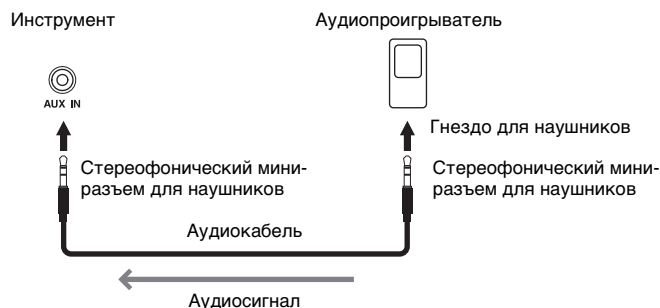 Инструмент
Аудиопроигрыватель
AUX IN
Гнездо для наушников
Стереофонический мини-
разъем для наушников
Стереофонический мини-
разъем для наушников
Аудиокабель
Аудиосигнал